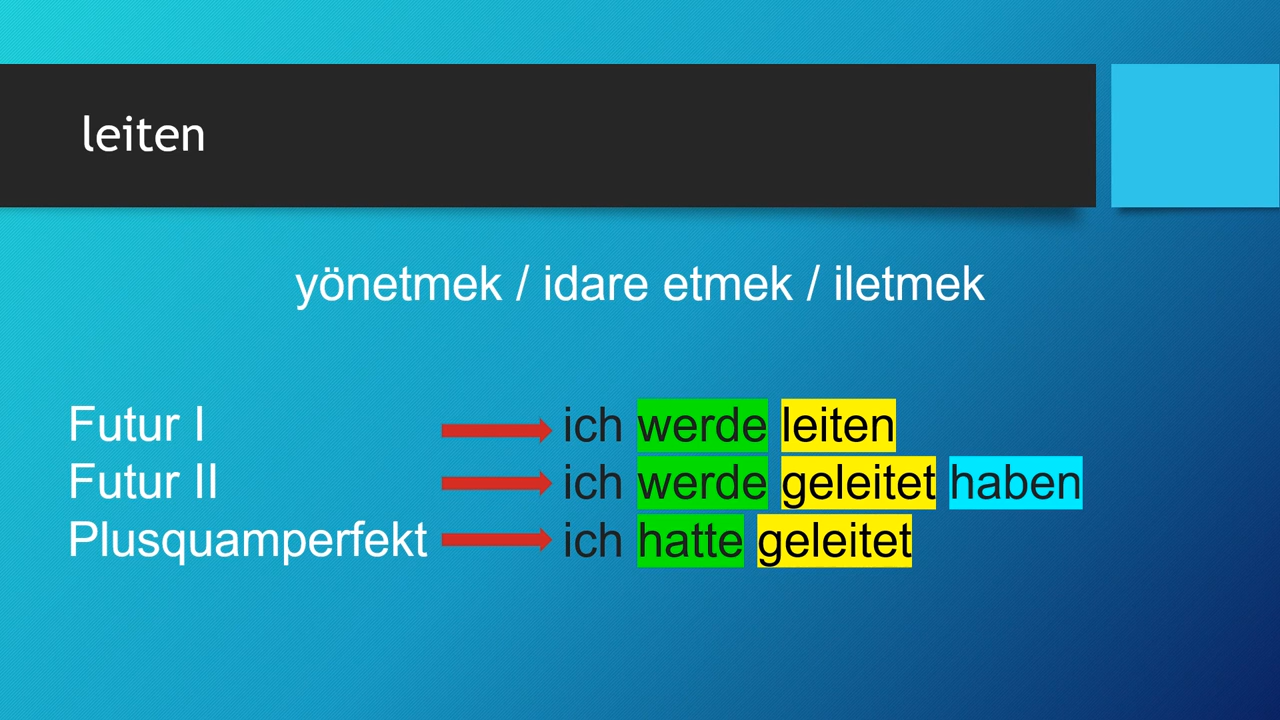 leiten
yönetmek / idare etmek / iletmek
Futur I ich werde leiten
Futur II ich werde geleitet haben
Plusquamperfekt ich hatte geleitet